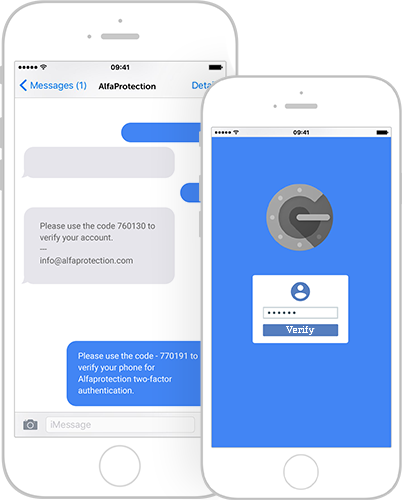 09:41
Messages (1)
AlfaProtection
Detai
Please use the code 760130 to
verify your account.
—
info@alfaprotection.com
Please use the code - 770191 to
verify your phone for
Alfaprotection two-factor
authentication.
iMessage
09:41
••••••
Verify